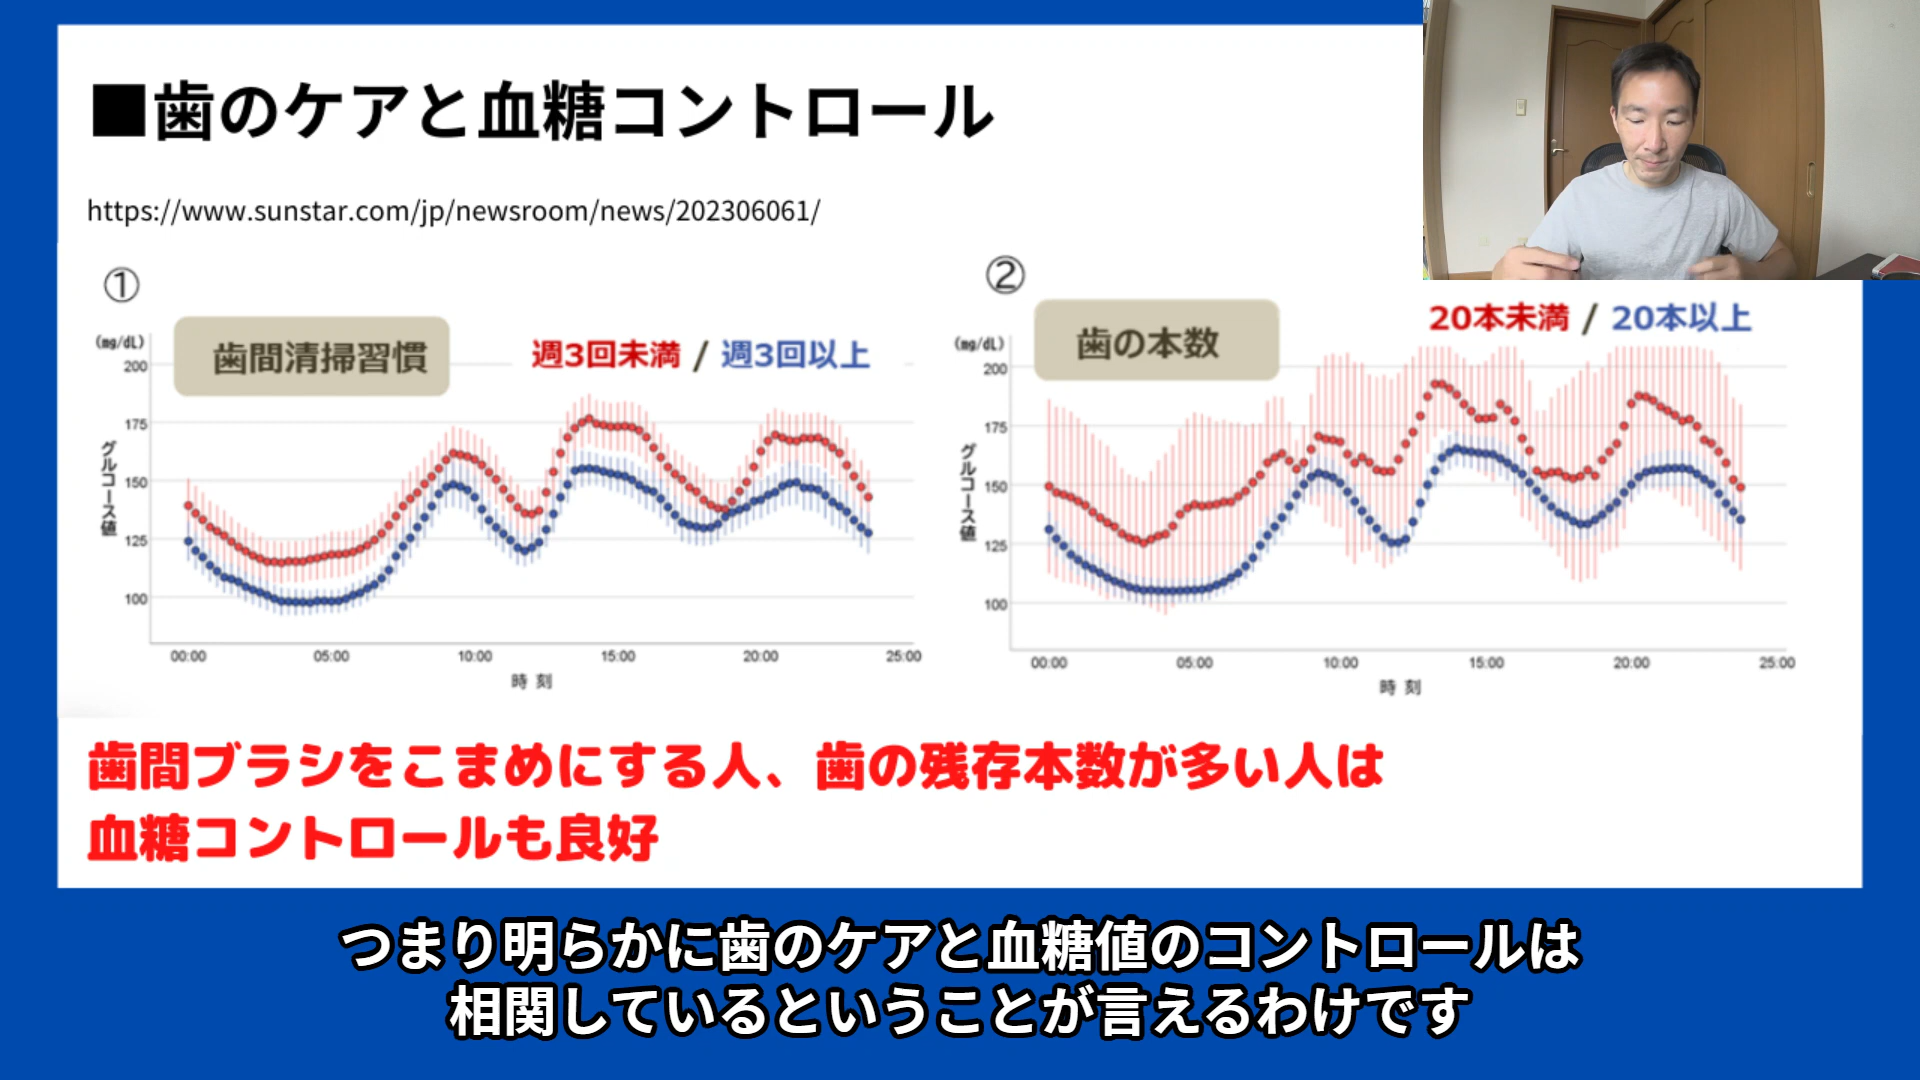 ■歯のケアと血糖コントロール
https://www.sunstar.com/jp/newsroom/news/202306061/
①
歯間清掃習慣
週3回未満 / 週3回以上
(mg/dL)
200
175
150
125
100
グルコース値
00:00 05:00 10:00 15:00 20:00 25:00
時 刻
②
歯の本数
20本未満 / 20本以上
(mg/dL)
200
175
150
125
100
グルコース値
00:00 05:00 10:00 15:00 20:00 25:00
時 刻
歯間ブラシをこまめにする人、歯の残存本数が多い人は
血糖コントロールも良好
つまり明らかに歯のケアと血糖値のコントロールは
相関しているということが言えるわけです